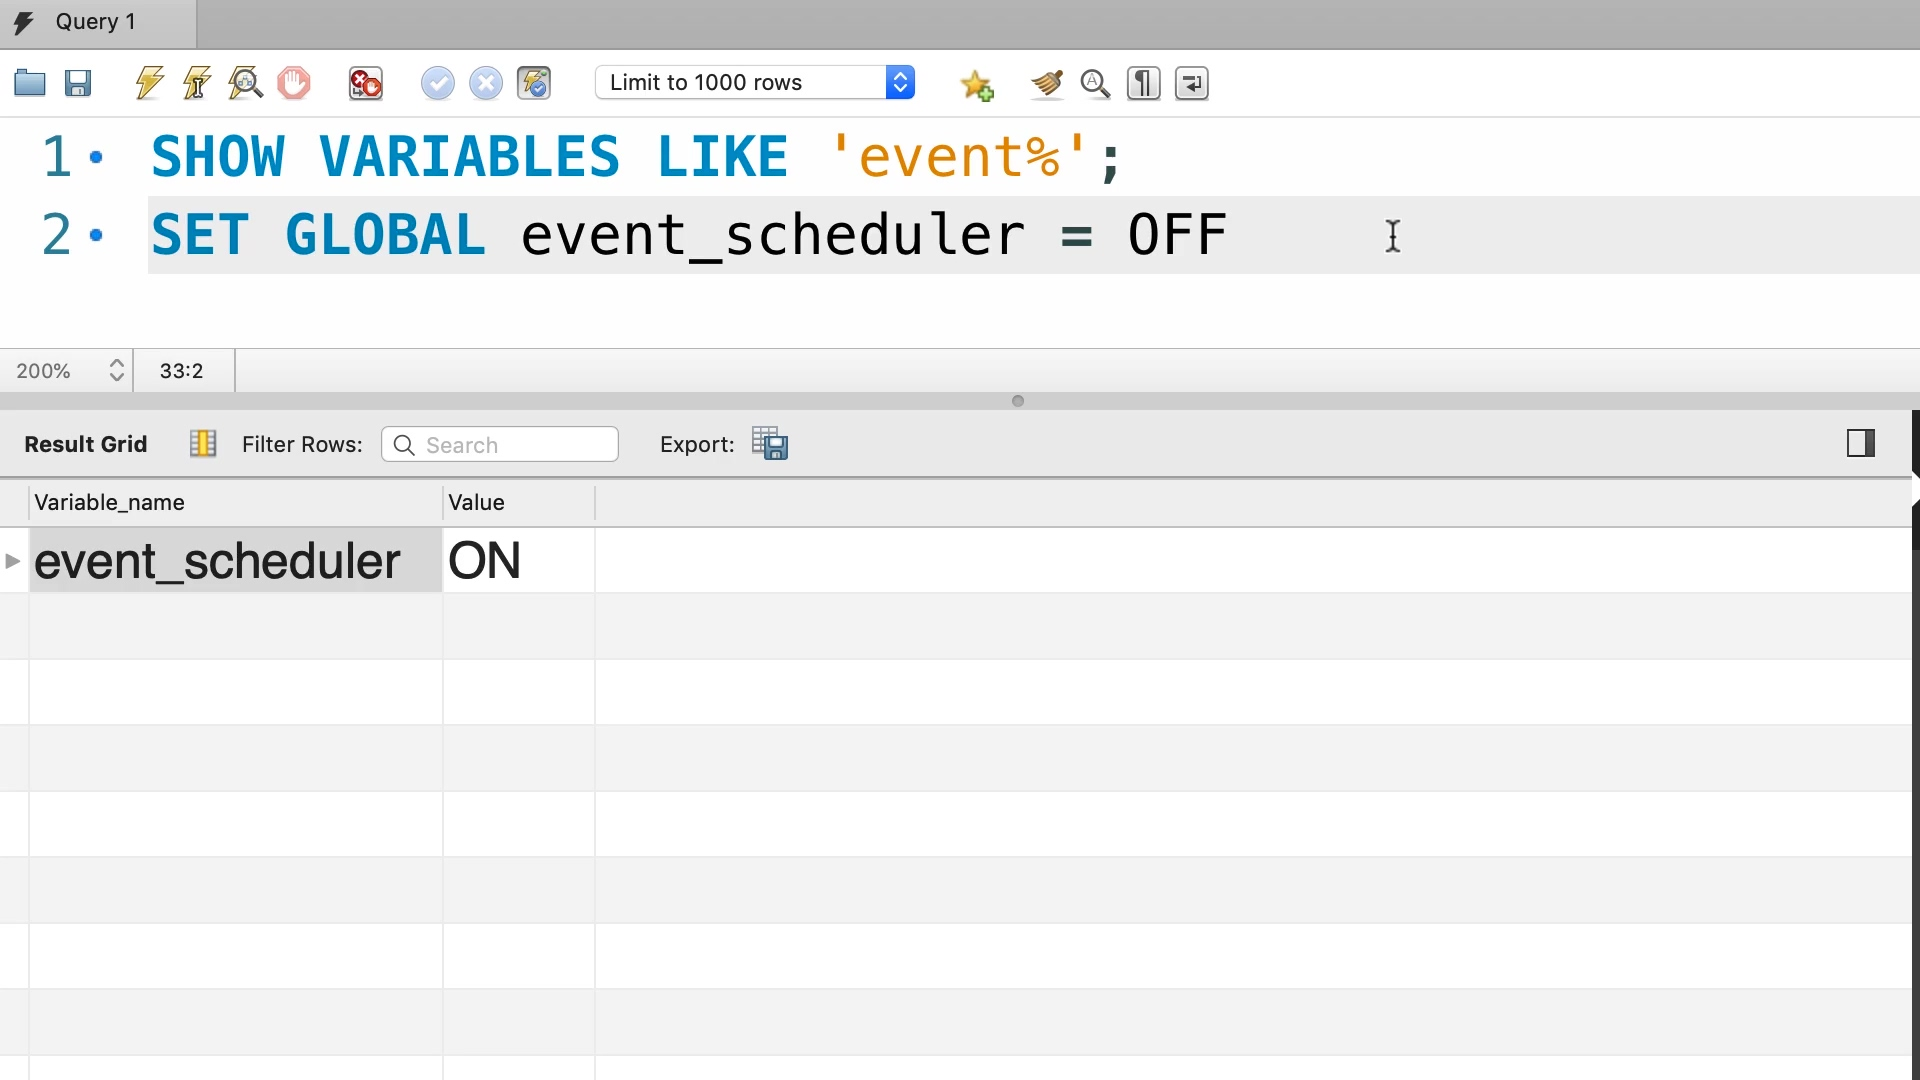 Query 1
Limit to 1000 rows
1 SHOW VARIABLES LIKE 'event%';
2 SET GLOBAL event_scheduler = OFF
200% 33:2
Result Grid Filter Rows: Search Export:
Variable_name Value
event_scheduler ON